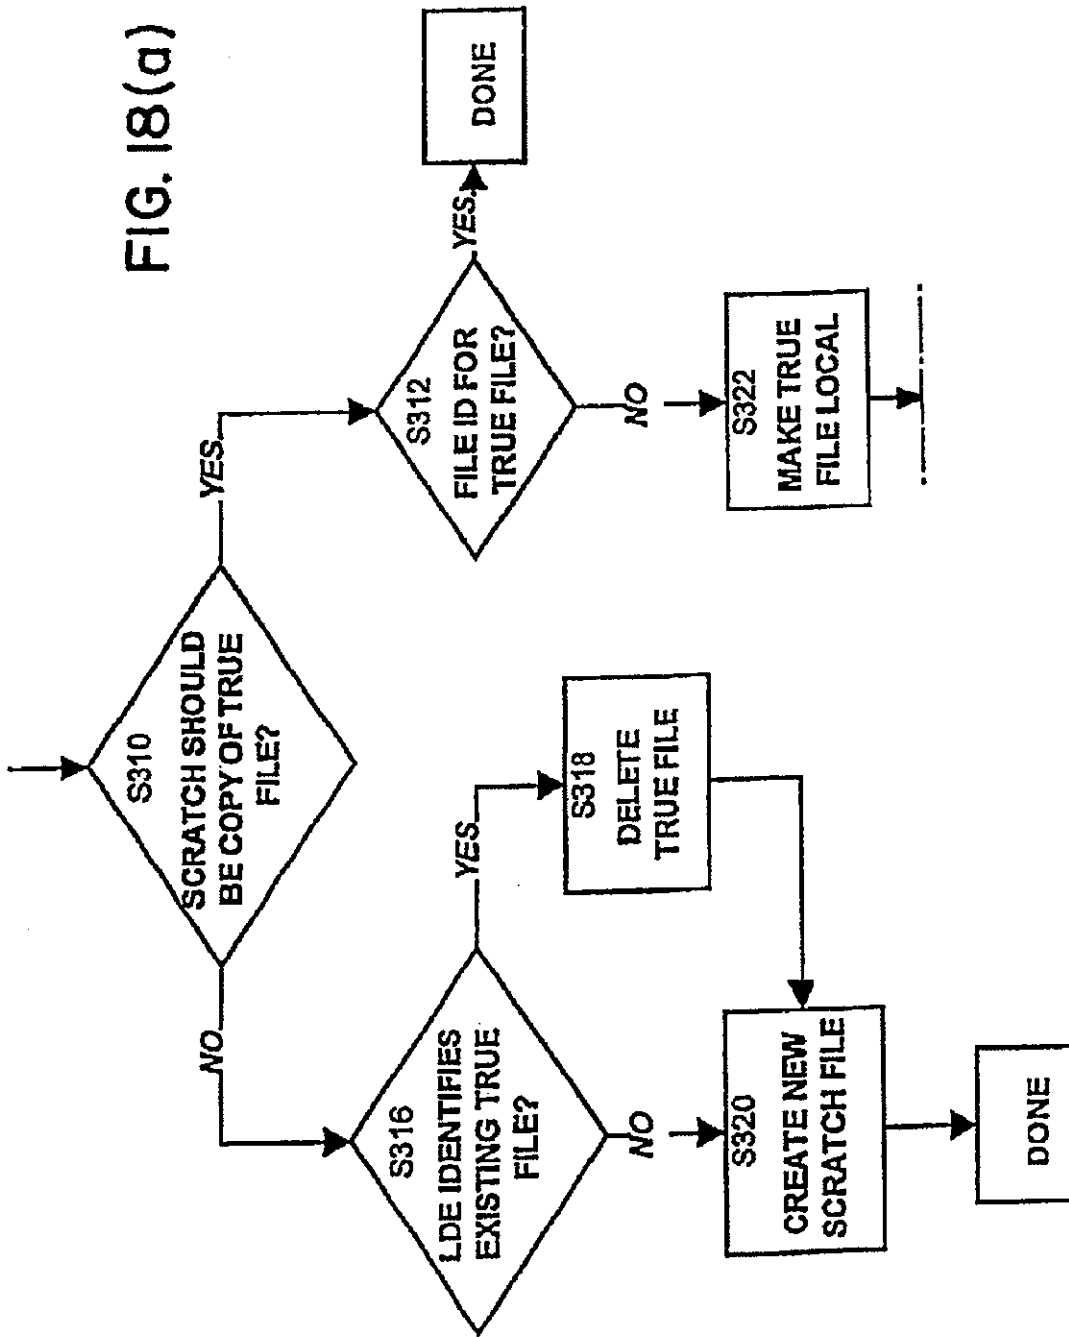 FIG. 18(a)
S310
SCRATCH SHOULD
BE COPY OF TRUE
FILE?
NO
YES
S316
LDE IDENTIFIES
EXISTING TRUE
FILE?
YES
NO
S318
DELETE
TRUE FILE
S320
CREATE NEW
SCRATCH FILE
DONE
S312
FILE ID FOR
TRUE FILE?
YES
DONE
NO
S322
MAKE TRUE
FILE LOCAL